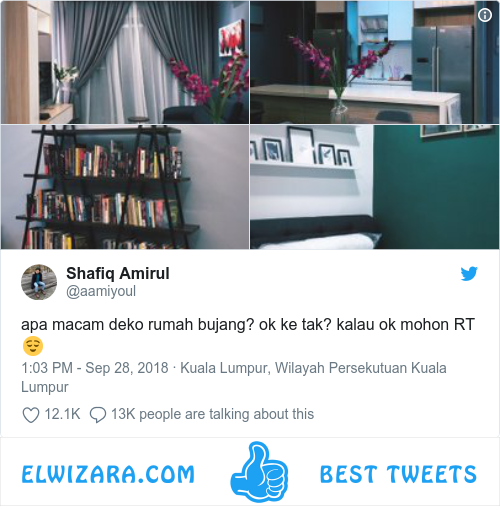 Shafiq Amirul
@aamiyoul
apa macam deko rumah bujang? ok ke tak? kalau ok mohon RT
😌
1:03 PM - Sep 28, 2018 · Kuala Lumpur, Wilayah Persekutuan Kuala
Lumpur
12.1K 13K people are talking about this
ELWIZARA.COM BEST TWEETS